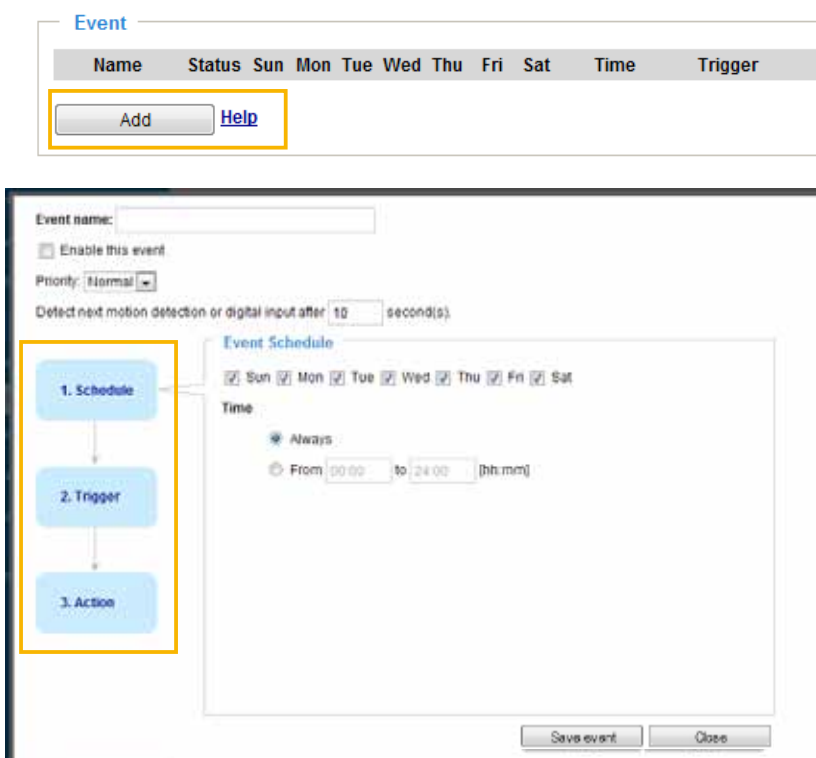 Event
Name Status Sun Mon Tue Wed Thu Fri Sat Time Trigger
Add Help
Event name:
Enable this event
Priority: Normal
Detect next motion detection or digital input after 10 second(s).
Event Schedule
1. Schedule
Sun Mon Tue Wed Thu Fri Sat
Time
Always
From 00:00 to 24:00 [hh:mm]
2. Trigger
3. Action
Save event Close